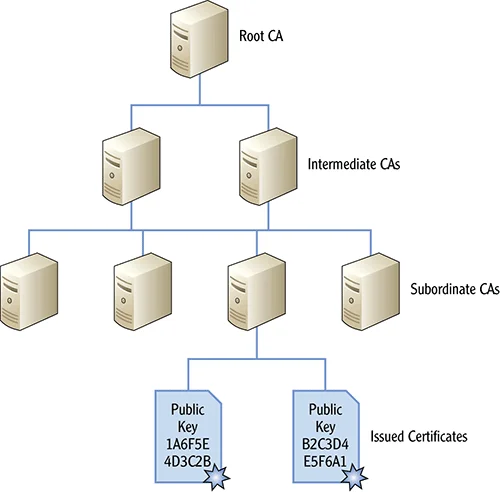 Root CA
Intermediate CAs
Subordinate CAs
Public
Key
1A6F5E
4D3C2B
Public
Key
B2C3D4
E5F6A1
Issued Certificates